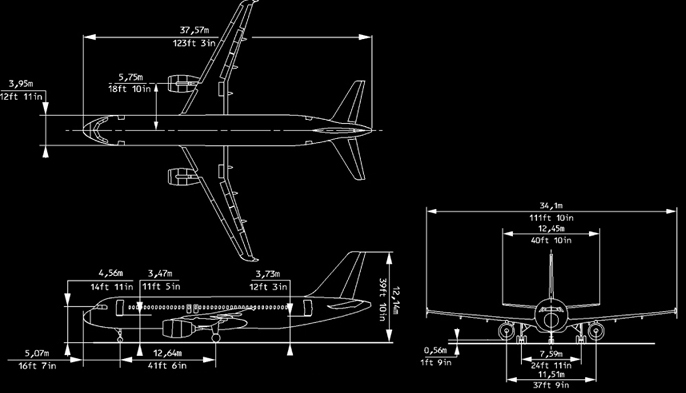 37,57m
123ft 3in
5,75m
18ft 10in
3,95m
12ft 11in
34,1m
111ft 10in
12,45m
40ft 10in
4,56m
14ft 11in
3,47m
11ft 5in
3,73m
12ft 3in
12,14m
39ft 10in
5,07m
16ft 7in
12,64m
41ft 6in
0,56m
1ft 9in
7,59m
24ft 11in
11,51m
37ft 9in